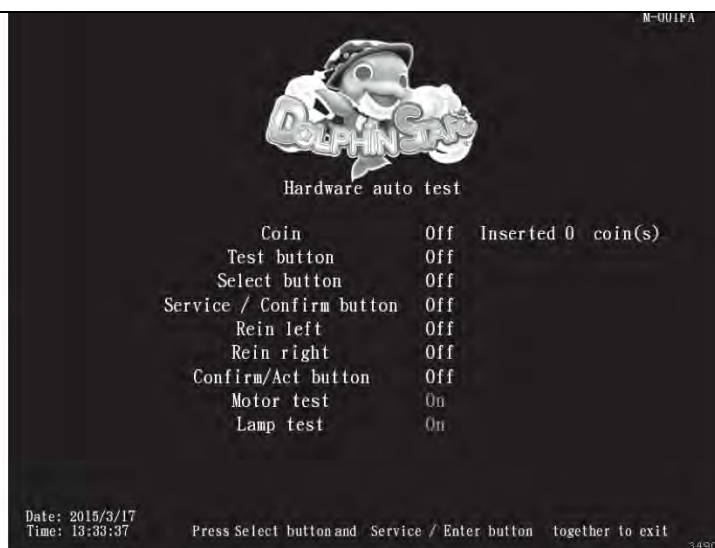 M-001FA
DOLPHIN STAR
Hardware auto test
Coin Off Inserted 0 coin(s)
Test button Off
Select button Off
Service / Confirm button Off
Rein left Off
Rein right Off
Confirm/Act button Off
Motor test On
Lamp test On
Date: 2015/3/17
Time: 13:33:37 Press Select button and Service / Enter button together to exit
3490